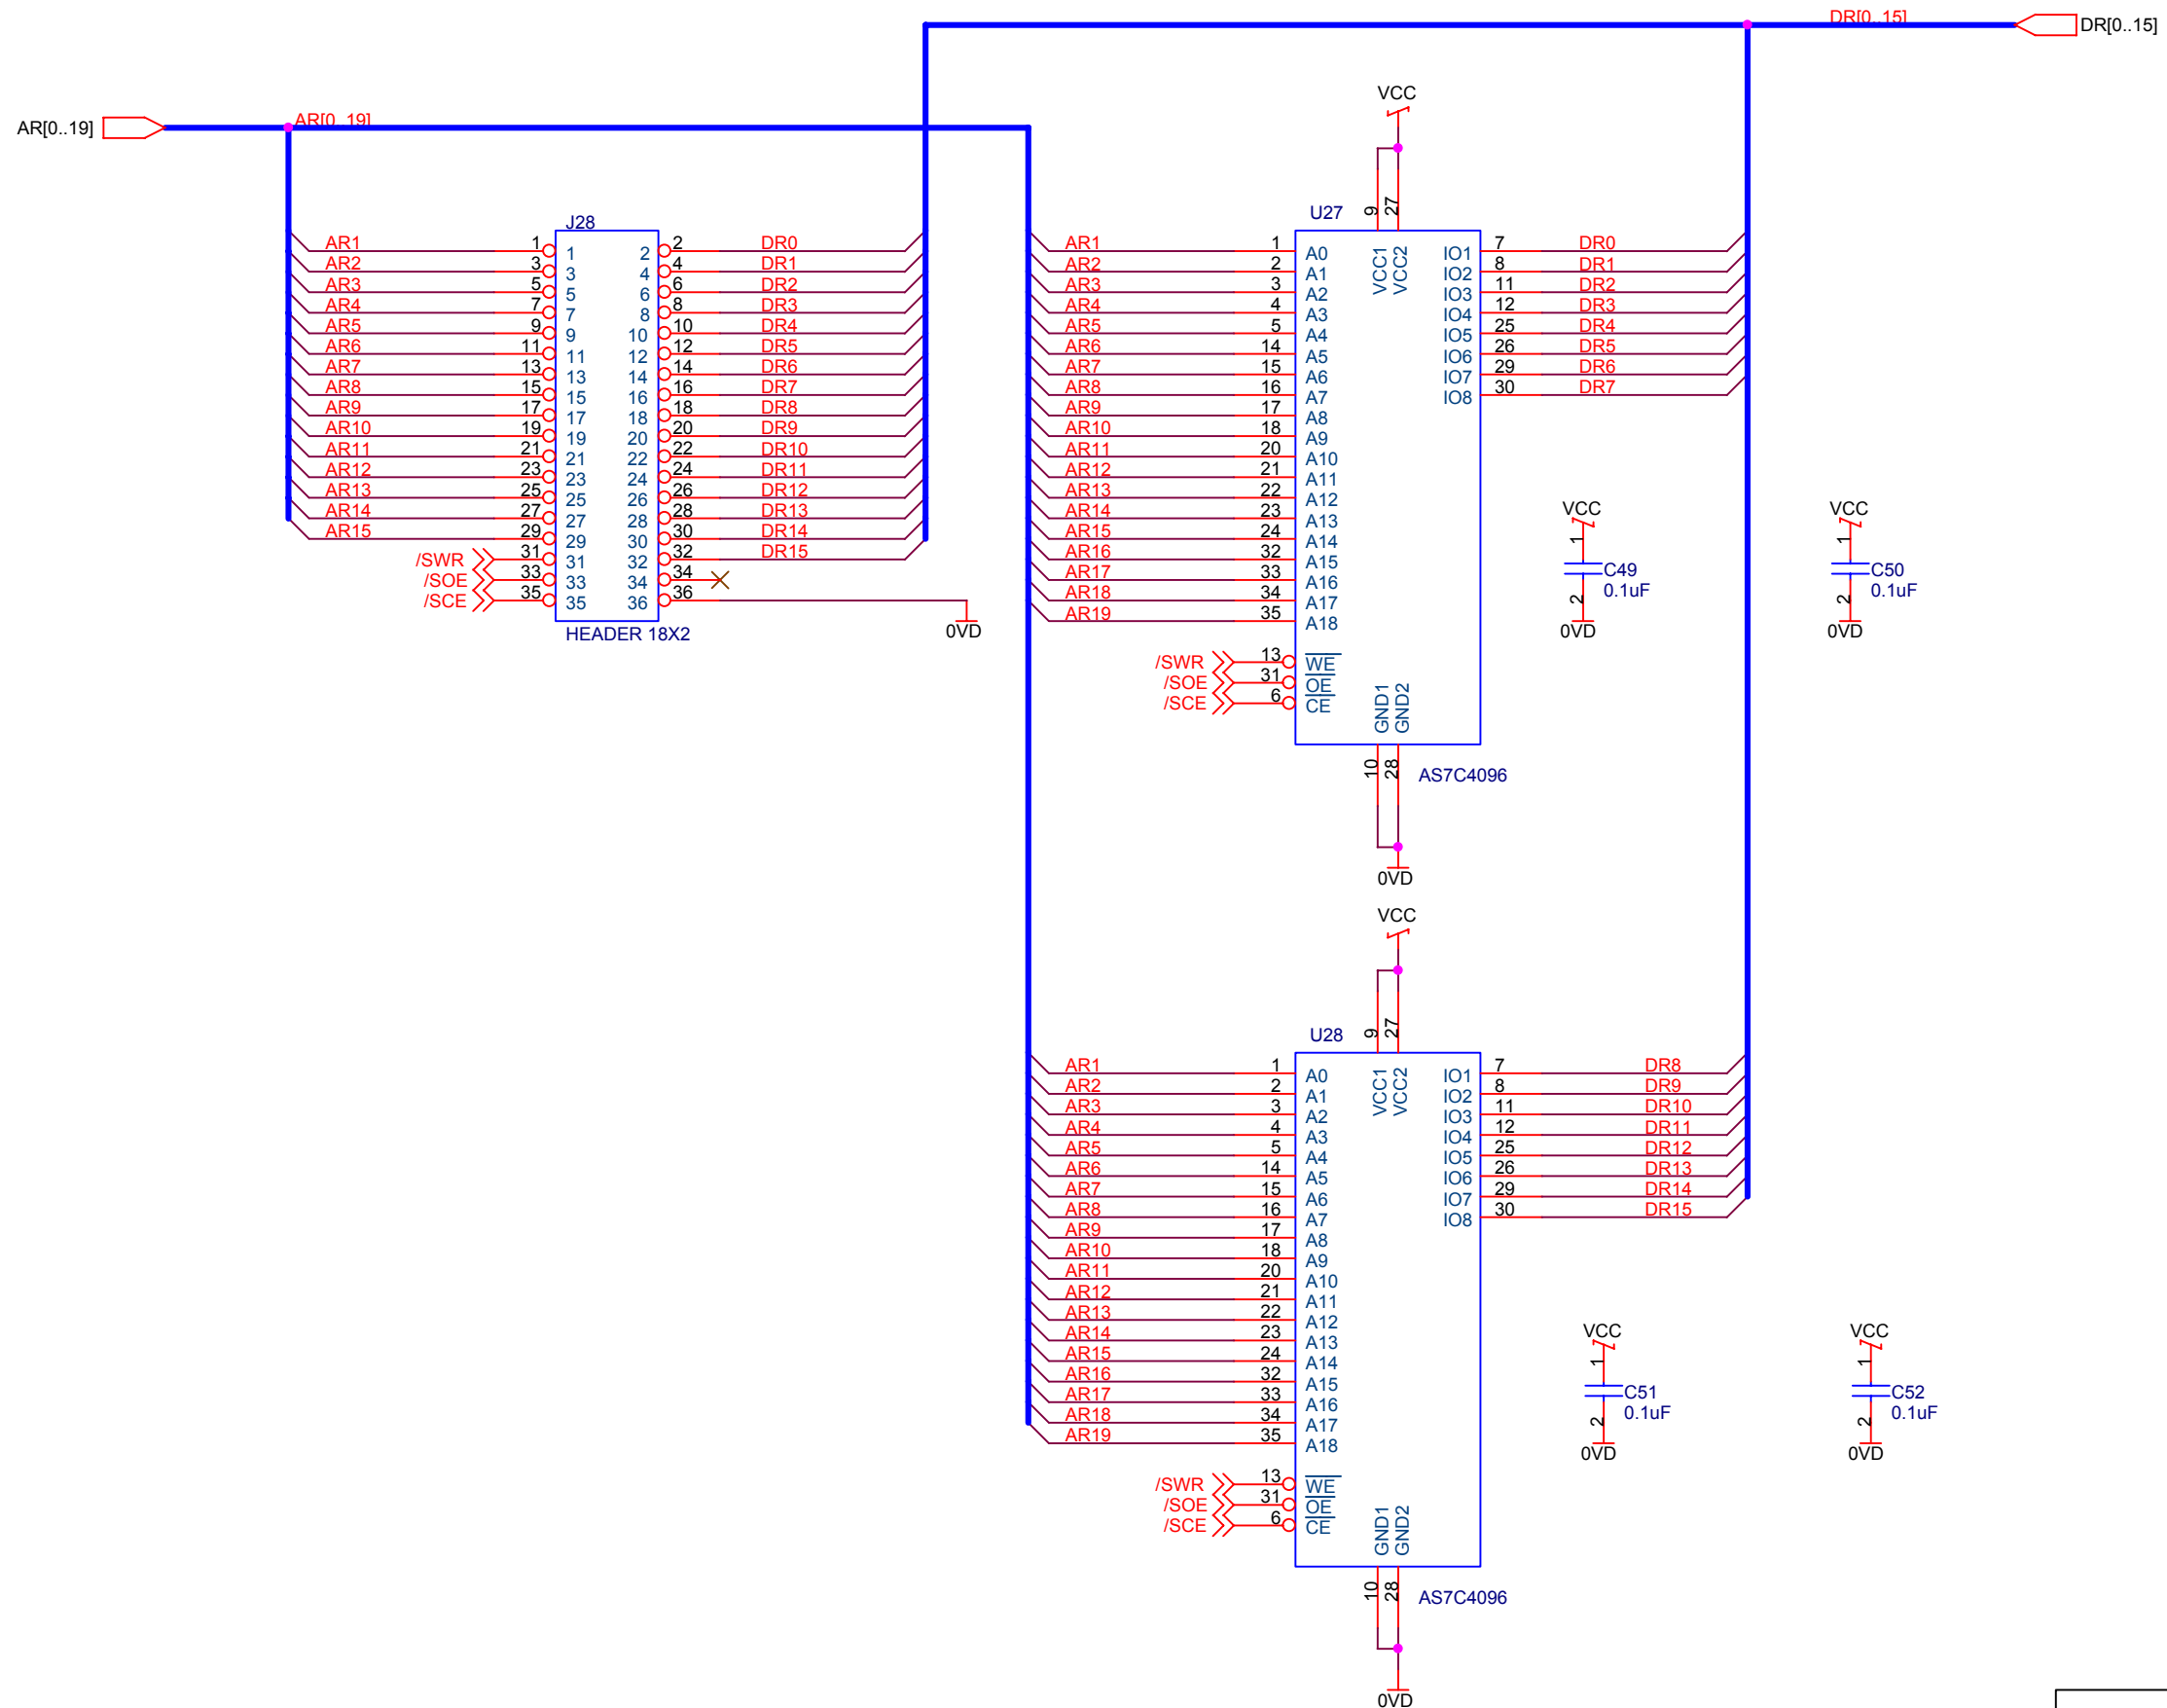 DR[0..15] DR[0..15]
VCC
AR[0..19] AR[0..19]
J28
AR1 1 1 2 2 DR0
AR2 3 3 4 4 DR1
AR3 5 5 6 6 DR2
AR4 7 7 8 8 DR3
AR5 9 9 10 10 DR4
AR6 11 11 12 12 DR5
AR7 13 13 14 14 DR6
AR8 15 15 16 16 DR7
AR9 17 17 18 18 DR8
AR10 19 19 20 20 DR9
AR11 21 21 22 22 DR10
AR12 23 23 24 24 DR11
AR13 25 25 26 26 DR12
AR14 27 27 28 28 DR13
AR15 29 29 30 30 DR14
/SWR 31 31 32 32 DR15
/SOE 33 33 34 34
/SCE 35 35 36 36
HEADER 18X2
0VD
U27
9 27
VCC1 VCC2
AR1 1 A0 IO1 7 DR0
AR2 2 A1 IO2 8 DR1
AR3 3 A2 IO3 11 DR2
AR4 4 A3 IO4 12 DR3
AR5 5 A4 IO5 25 DR4
AR6 14 A5 IO6 26 DR5
AR7 15 A6 IO7 29 DR6
AR8 16 A7 IO8 30 DR7
AR9 17 A8
AR10 18 A9
AR11 20 A10
AR12 21 A11
AR13 22 A12
AR14 23 A13
AR15 24 A14
AR16 32 A15
AR17 33 A16
AR18 34 A17
AR19 35 A18
/SWR 13 WE
/SOE 31 OE
/SCE 6 CE
GND1 GND2
10 28
AS7C4096
0VD
VCC
1
C49
0.1uF
2
0VD
VCC
1
C50
0.1uF
2
0VD
VCC
U28
9 27
VCC1 VCC2
AR1 1 A0 IO1 7 DR8
AR2 2 A1 IO2 8 DR9
AR3 3 A2 IO3 11 DR10
AR4 4 A3 IO4 12 DR11
AR5 5 A4 IO5 25 DR12
AR6 14 A5 IO6 26 DR13
AR7 15 A6 IO7 29 DR14
AR8 16 A7 IO8 30 DR15
AR9 17 A8
AR10 18 A9
AR11 20 A10
AR12 21 A11
AR13 22 A12
AR14 23 A13
AR15 24 A14
AR16 32 A15
AR17 33 A16
AR18 34 A17
AR19 35 A18
/SWR 13 WE
/SOE 31 OE
/SCE 6 CE
GND1 GND2
10 28
AS7C4096
0VD
VCC
1
C51
0.1uF
2
0VD
VCC
1
C52
0.1uF
2
0VD